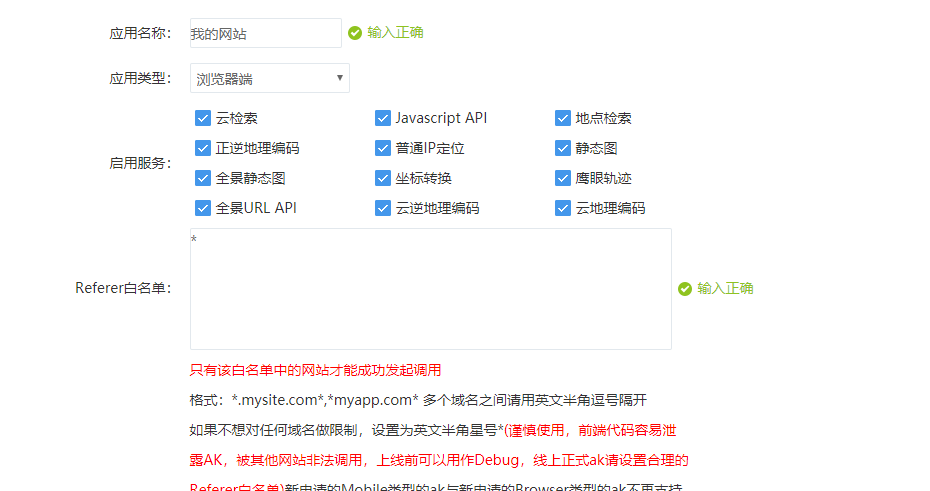 应用名称： 我的网站 输入正确
应用类型： 浏览器端
启用服务：
云检索 Javascript API 地点检索
正逆地理编码 普通IP定位 静态图
全景静态图 坐标转换 鹰眼轨迹
全景URL API 云逆地理编码 云地理编码
Referer白名单： * 输入正确
只有该白名单中的网站才能成功发起调用
格式：*.mysite.com*,*myapp.com* 多个域名之间请用英文半角逗号隔开
如果不想对任何域名做限制，设置为英文半角星号*(谨慎使用，前端代码容易泄
露AK，被其他网站非法调用，上线前可以用作Debug，线上正式ak请设置合理的
Referer白名单)新申请的Mobile类型的ak与新申请的Browser类型的ak不再支持